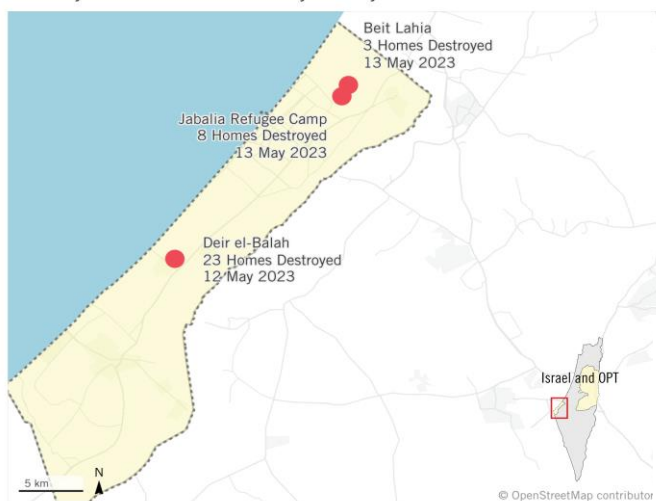 Beit Lahia
3 Homes Destroyed
13 May 2023
Jabalia Refugee Camp
8 Homes Destroyed
13 May 2023
Deir el-Balah
23 Homes Destroyed
12 May 2023
Israel and OPT
5 km
N
© OpenStreetMap contributor